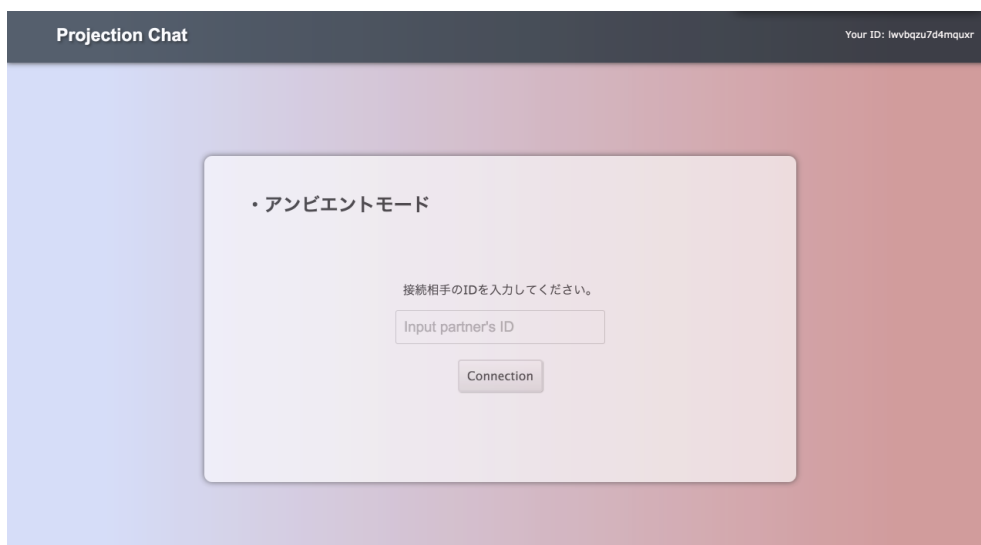 Projection Chat
Your ID: lwvbqzu7d4mquxr
・アンビエントモード
接続相手のIDを入力してください。
Input partner's ID
Connection